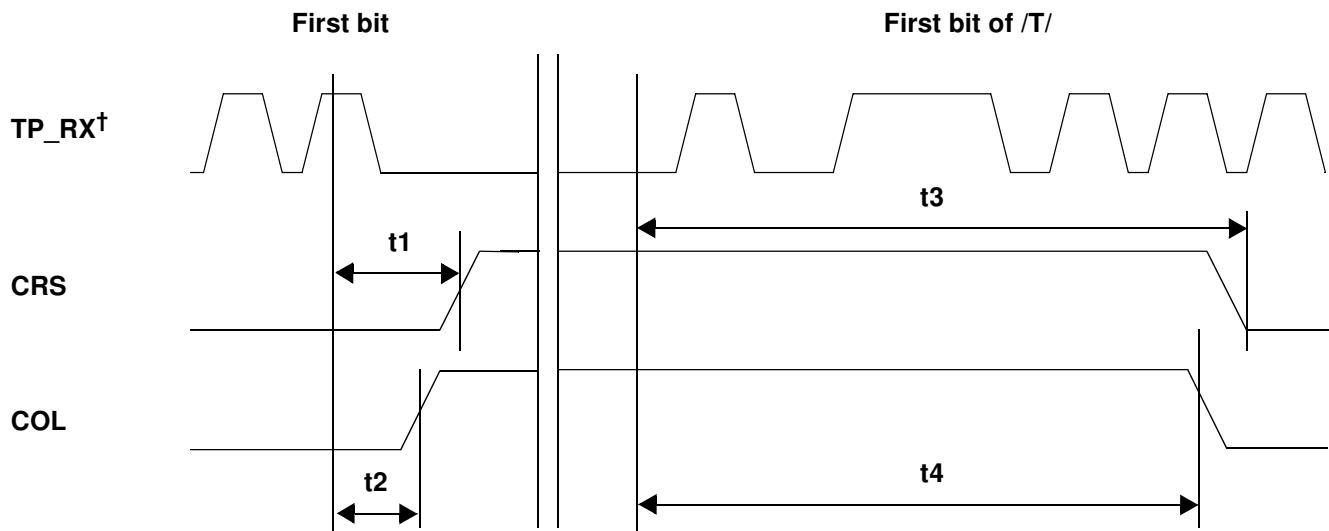 First bit
First bit of /T/
TP_RX†
t3
t1
CRS
COL
t2
t4